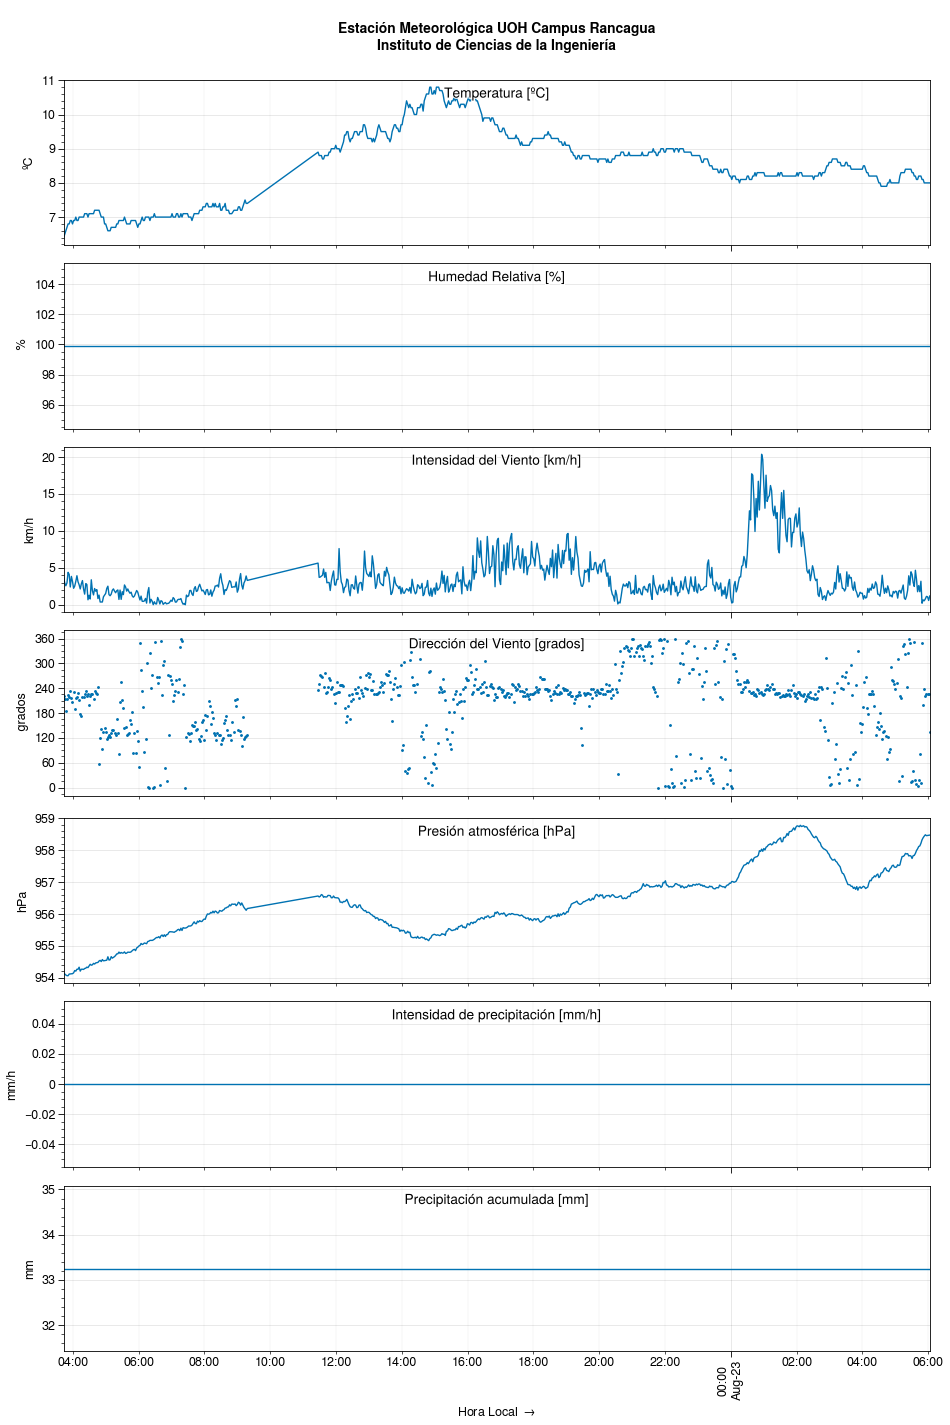 Estación Meteorológica UOH Campus Rancagua
Instituto de Ciencias de la Ingeniería
Temperatura [ºC]
ºC
11
10
9
8
7
Humedad Relativa [%]
%
104
102
100
98
96
Intensidad del Viento [km/h]
km/h
20
15
10
5
0
Dirección del Viento [grados]
grados
360
300
240
180
120
60
0
Presión atmosférica [hPa]
hPa
959
958
957
956
955
954
Intensidad de precipitación [mm/h]
mm/h
0.04
0.02
0
−0.02
−0.04
Precipitación acumulada [mm]
mm
35
34
33
32
04:00 06:00 08:00 10:00 12:00 14:00 16:00 18:00 20:00 22:00 00:00 02:00 04:00 06:00
Aug-23
Hora Local →